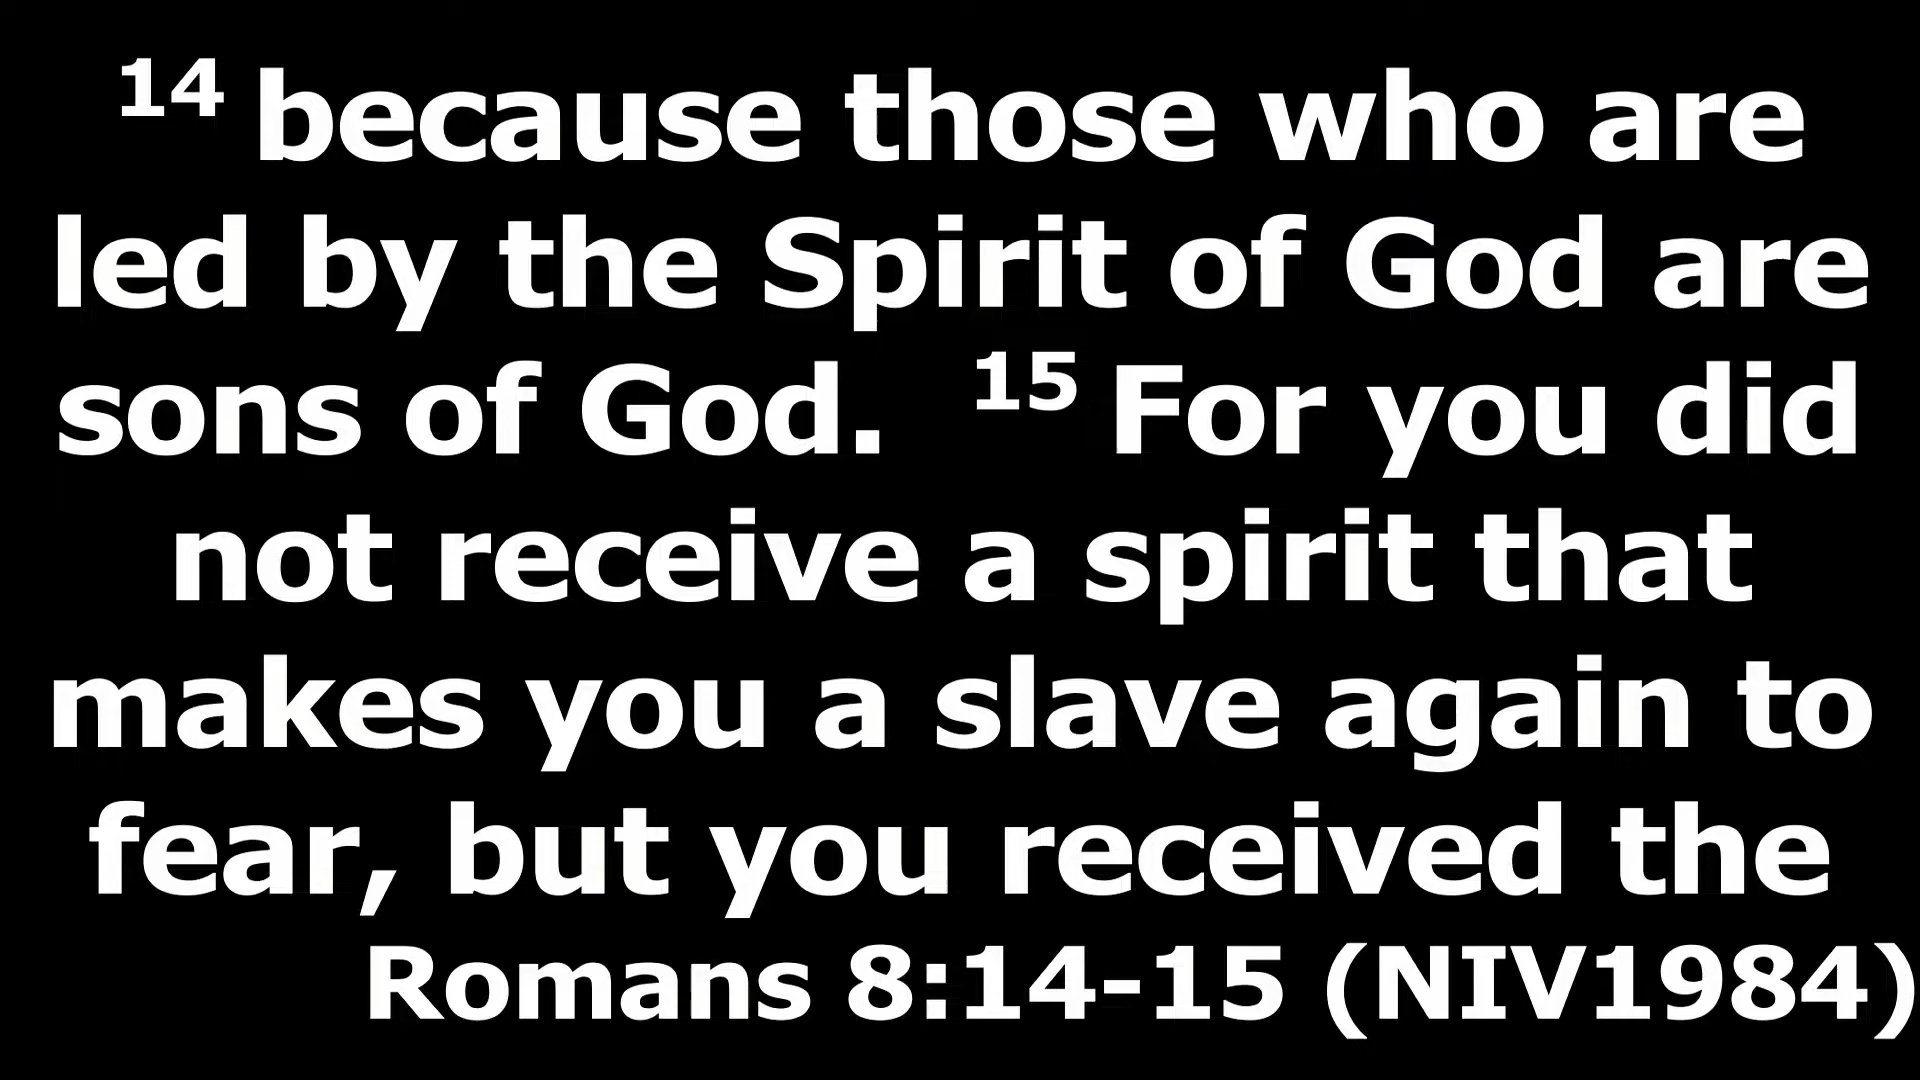 14 because those who are
led by the Spirit of God are
sons of God. 15 For you did
not receive a spirit that
makes you a slave again to
fear, but you received the
Romans 8:14-15 (NIV1984)